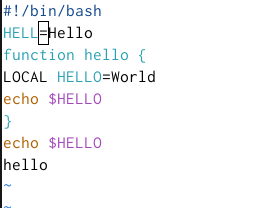 #!/bin/bash
HELL=Hello
function hello {
LOCAL HELLO=World
echo $HELLO
}
echo $HELLO
hello
~
~